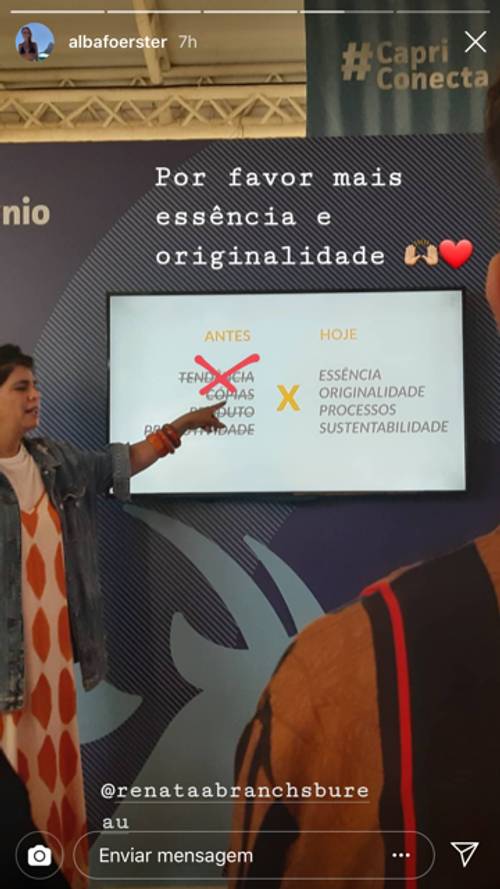 albafoerster 7h
#Capri
Conecta
nio
Por favor mais
essência e
originalidade 🙌🏼❤️
ANTES
HOJE
TENDÊNCIA
CÓPIAS
PRODUTO
PRODUTIVIDADE
X
ESSÊNCIA
ORIGINALIDADE
PROCESSOS
SUSTENTABILIDADE
@renataabranchsbure
au
Enviar mensagem